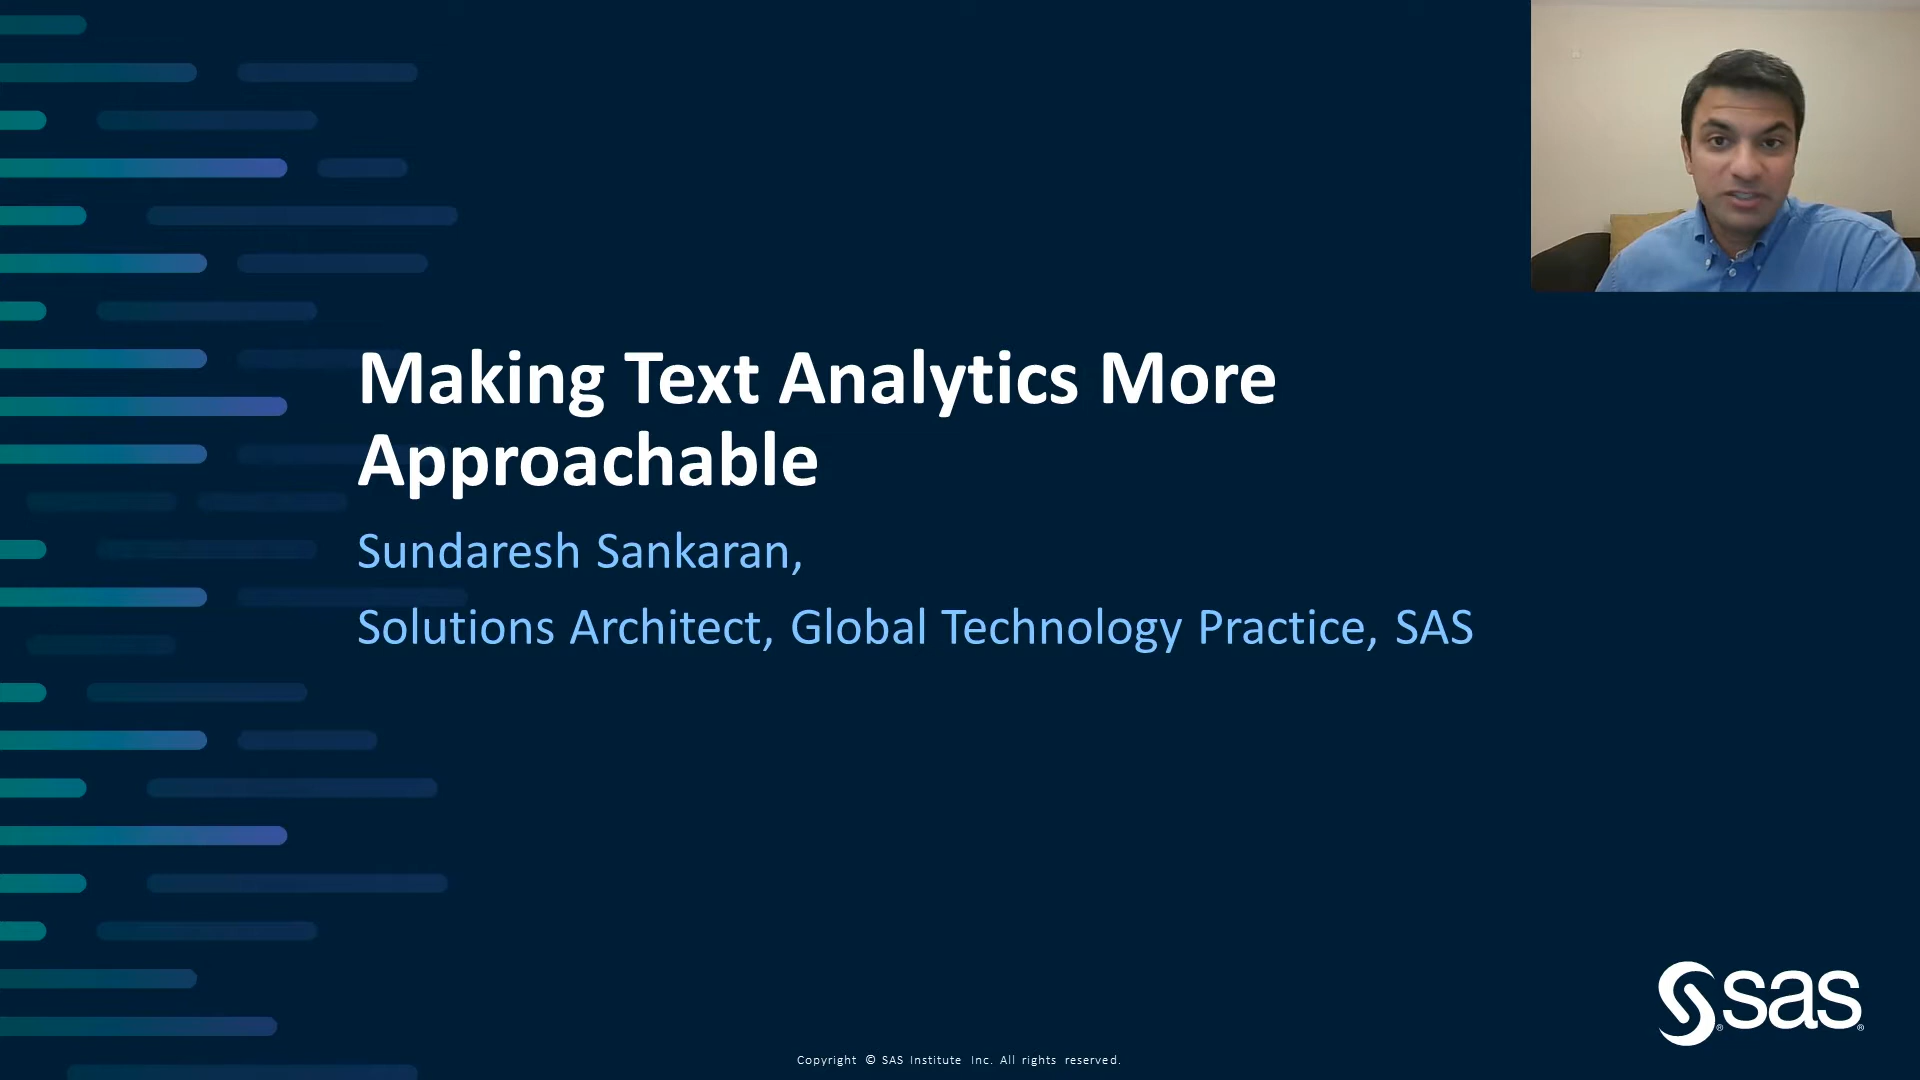 Making Text Analytics More
Approachable
Sundaresh Sankaran,
Solutions Architect, Global Technology Practice, SAS
sas
Copyright © SAS Institute Inc. All rights reserved.